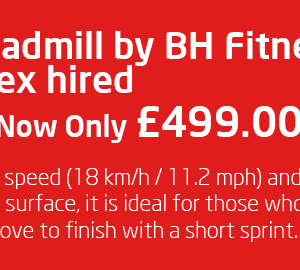 admill by BH Fitne
ex hired
Now Only £499.00
speed (18 km/h / 11.2 mph) and
surface, it is ideal for those who
ove to finish with a short sprint.